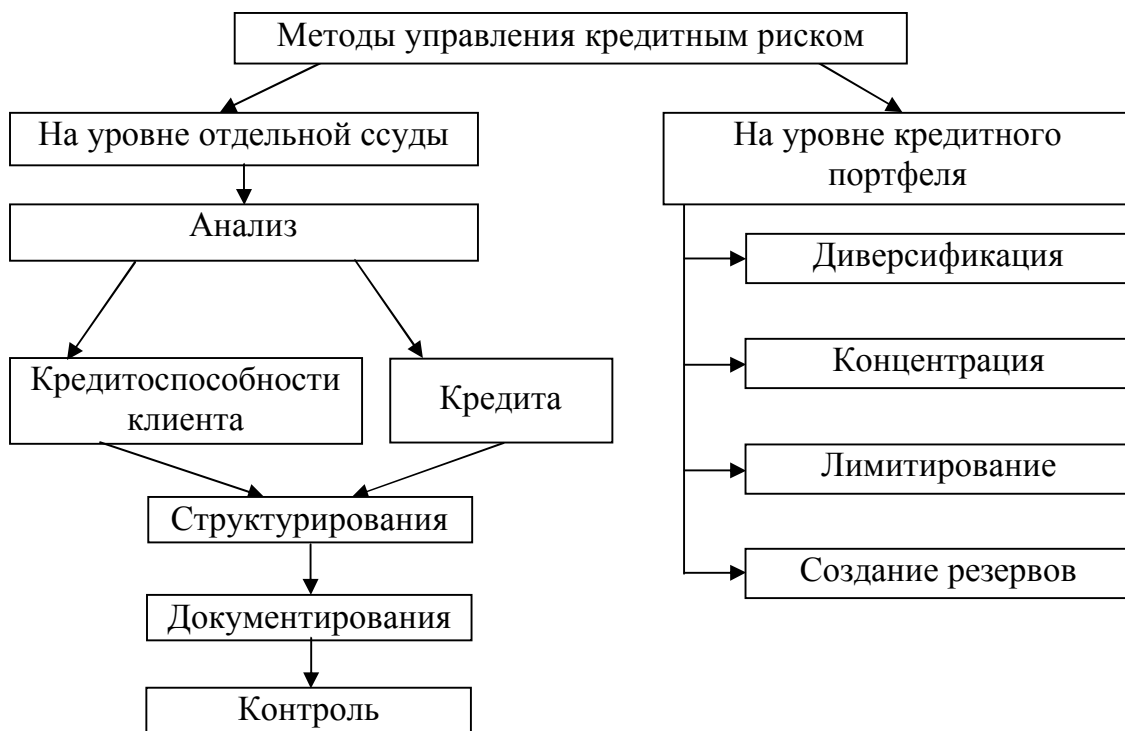 Методы управления кредитным риском
На уровне отдельной ссуды
На уровне кредитного
портфеля
Анализ
Диверсификация
Кредитоспособности
клиента
Кредита
Концентрация
Лимитирование
Структурирования
Создание резервов
Документирования
Контроль